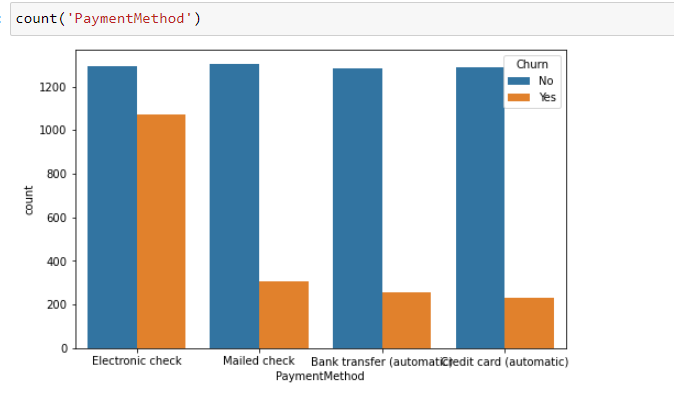 count('PaymentMethod')
Churn
No
Yes
1200
1000
800
600
400
200
0
count
Electronic check
Mailed check
Bank transfer (automatic)
Credit card (automatic)
PaymentMethod